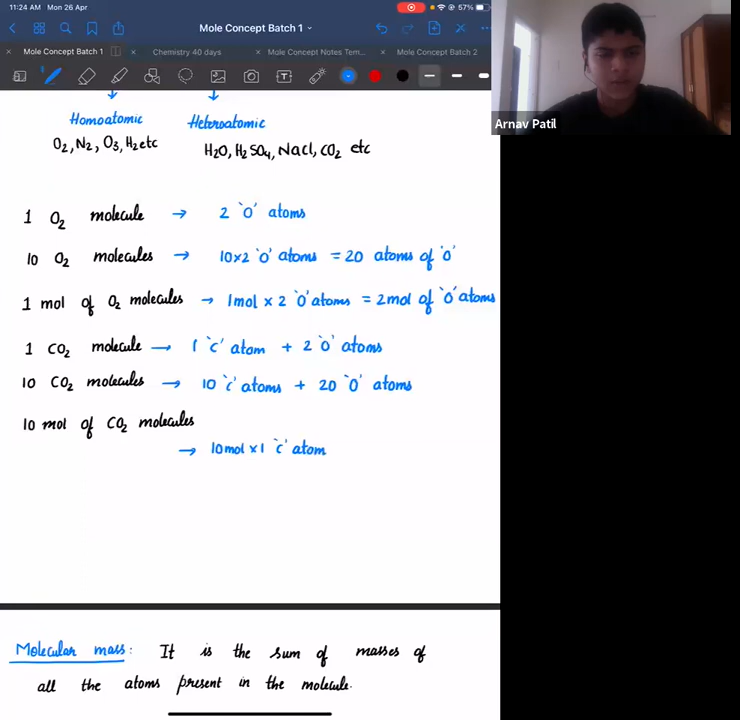 11:24 AM Mon 26 Apr
57%
Mole Concept Batch 1
Mole Concept Batch 1
Chemistry 40 days
Mole Concept Notes Tem...
Mole Concept Batch 2
Arnav Patil
Homoatomic Heteroatomic
O₂, N₂, O₃, H₂ etc H₂O, H₂SO₄, NaCl, CO₂ etc
1 O₂ molecule → 2 'O' atoms
10 O₂ molecules → 10×2 'O' atoms = 20 atoms of 'O'
1 mol of O₂ molecules → 1mol × 2 'O' atoms = 2mol of 'O' atoms
1 CO₂ molecule → 1 'C' atom + 2 'O' atoms
10 CO₂ molecules → 10 'C' atoms + 20 'O' atoms
10 mol of CO₂ molecules
→ 10mol × 1 'C' atom
Molecular mass: It is the sum of masses of
all the atoms present in the molecule.